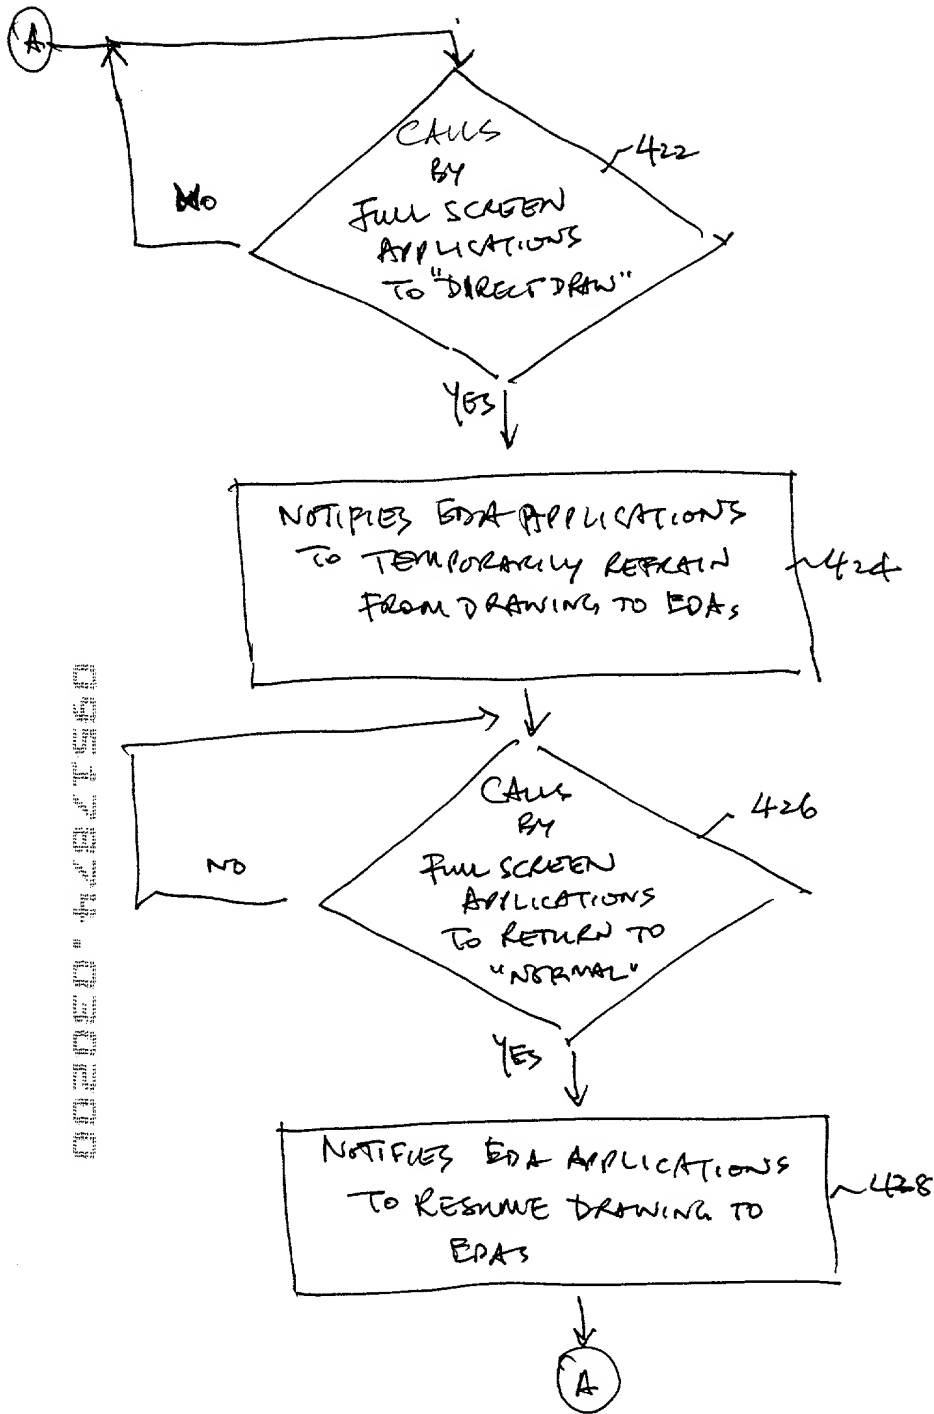 A
CALLS
BY
FULL SCREEN
APPLICATIONS
TO "DIRECT DRAW"
422
NO
YES
NOTIFIES EDA APPLICATIONS
TO TEMPORARILY REFRAIN
FROM DRAWING TO EDAs
424
CALLS
BY
FULL SCREEN
APPLICATIONS
TO RETURN TO
"NORMAL"
426
NO
YES
NOTIFIES EDA APPLICATIONS
TO RESUME DRAWING TO
EDAs
428
A
09517874.030200